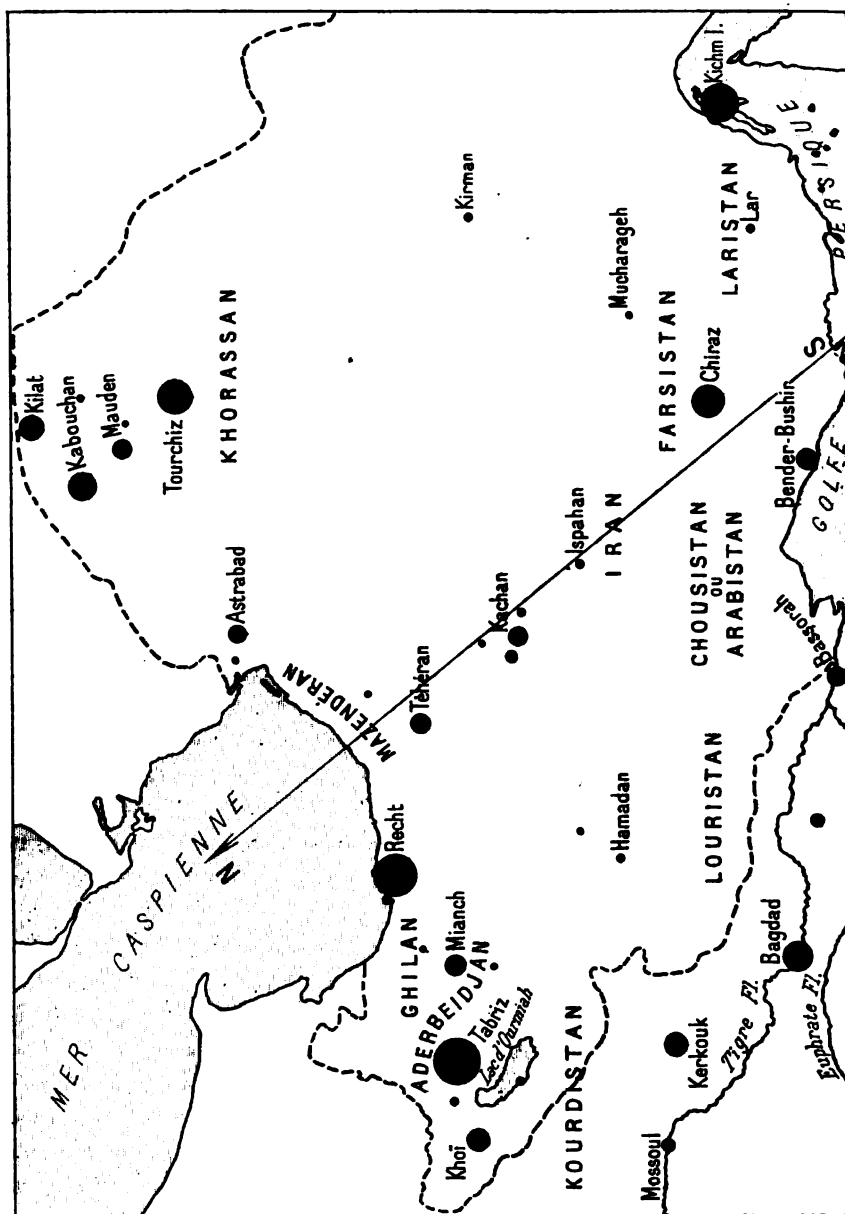 MER CASPIENNE
N
Kilat
Kabouchan
Mauden
Tourchiz
KHORASSAN
Astrabad
MAZENDÉRAN
Téhéran
Recht
GHILAN
Mianch
ADERBEIDJAN
Tabriz
Lac d'Ourmiah
Khoï
KOURDISTAN
Mossoul
Kerkouk
Tigre Fl.
Euphrate Fl.
Bagdad
LOURISTAN
Hamadan
Kachan
Ispahan
IRAN
CHOUSISTAN
OU
ARABISTAN
Bassorah
Kirman
Mucharageh
FARSISTAN
Chiraz
LARISTAN
Lar
Kichm I.
Bender-Bushir
S
GOLFE PERSIQUE